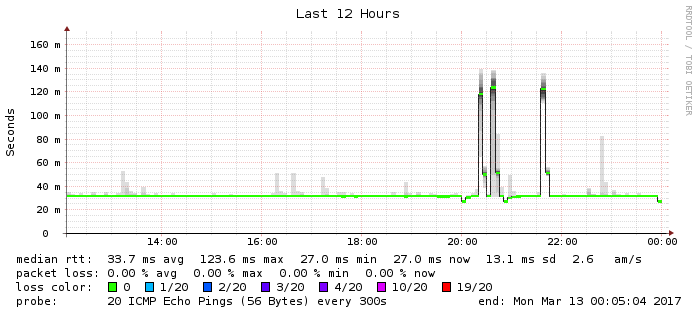 Last 12 Hours
RRDTOOL / TOBI OETIKER
Seconds
160 m
140 m
120 m
100 m
80 m
60 m
40 m
20 m
0
14:00 16:00 18:00 20:00 22:00 00:00
median rtt: 33.7 ms avg 123.6 ms max 27.0 ms min 27.0 ms now 13.1 ms sd 2.6 am/s
packet loss: 0.00 % avg 0.00 % max 0.00 % min 0.00 % now
loss color: 0 1/20 2/20 3/20 4/20 10/20 19/20
probe: 20 ICMP Echo Pings (56 Bytes) every 300s end: Mon Mar 13 00:05:04 2017